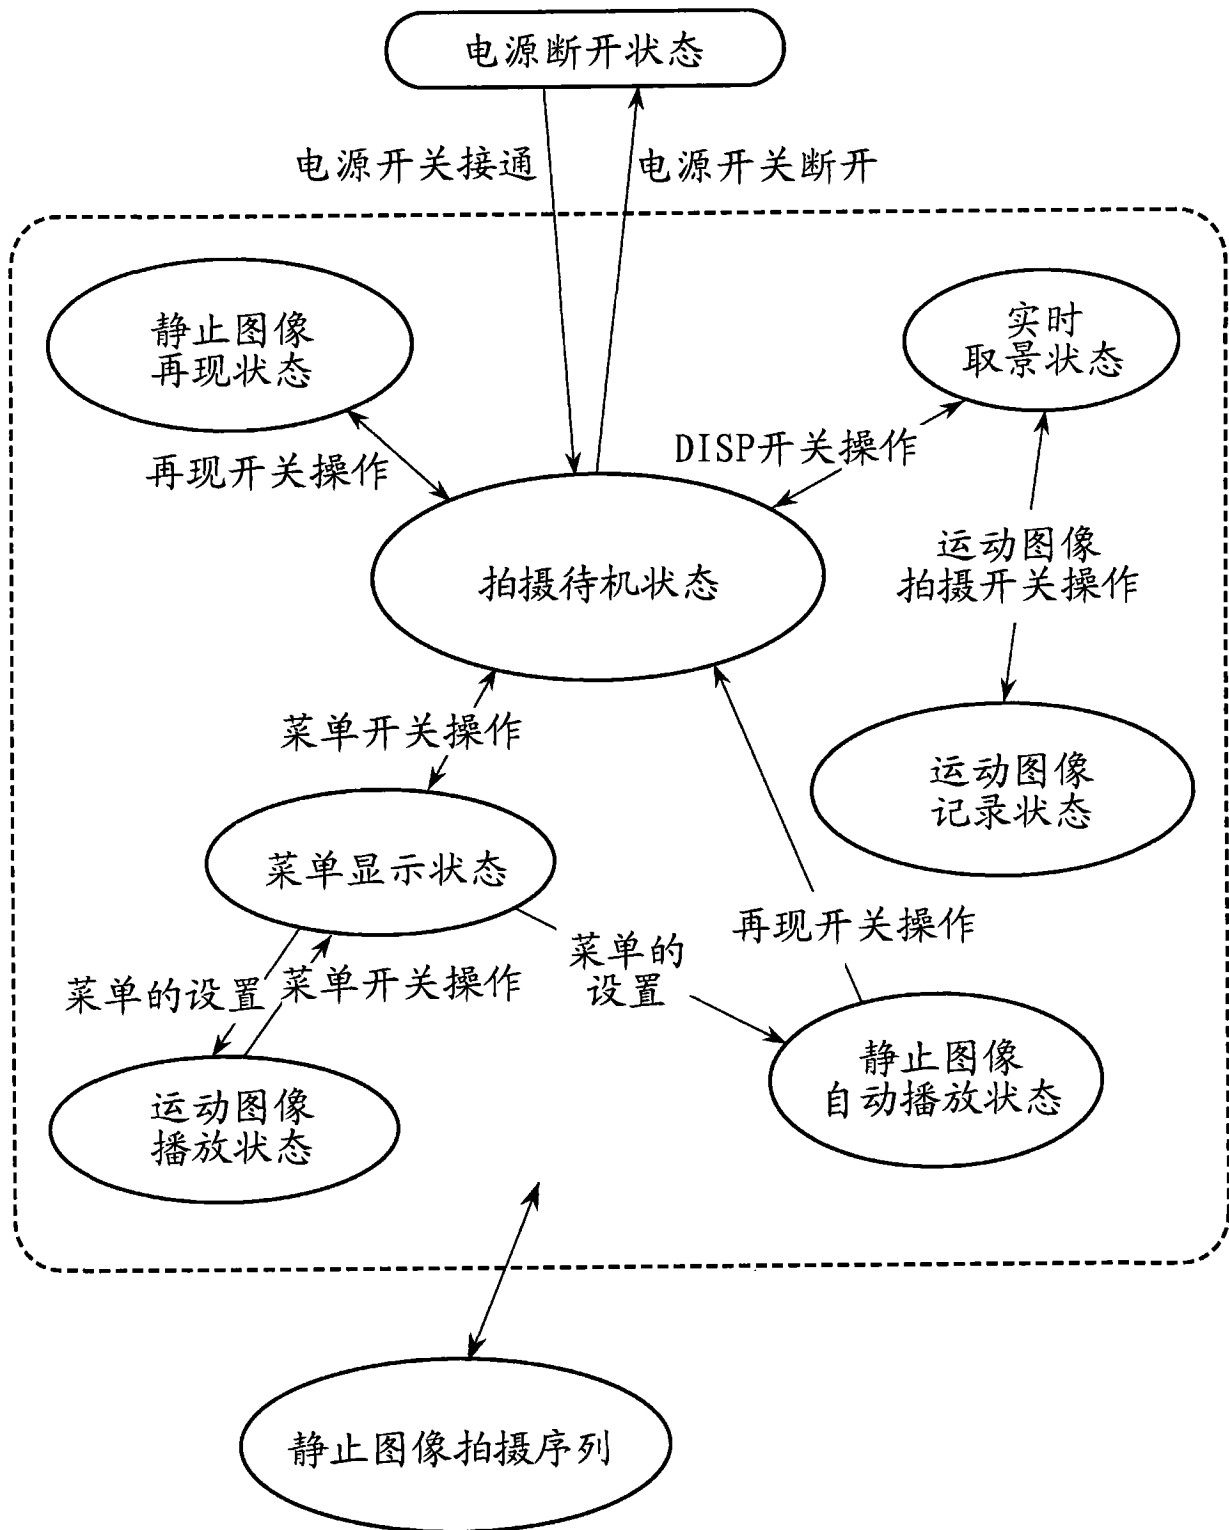 电源断开状态
电源开关接通
电源开关断开
静止图像
再现状态
实时
取景状态
再现开关操作
DISP开关操作
拍摄待机状态
运动图像
拍摄开关操作
菜单开关操作
运动图像
记录状态
菜单显示状态
再现开关操作
菜单的
设置
菜单的设置
菜单开关操作
静止图像
自动播放状态
运动图像
播放状态
静止图像拍摄序列